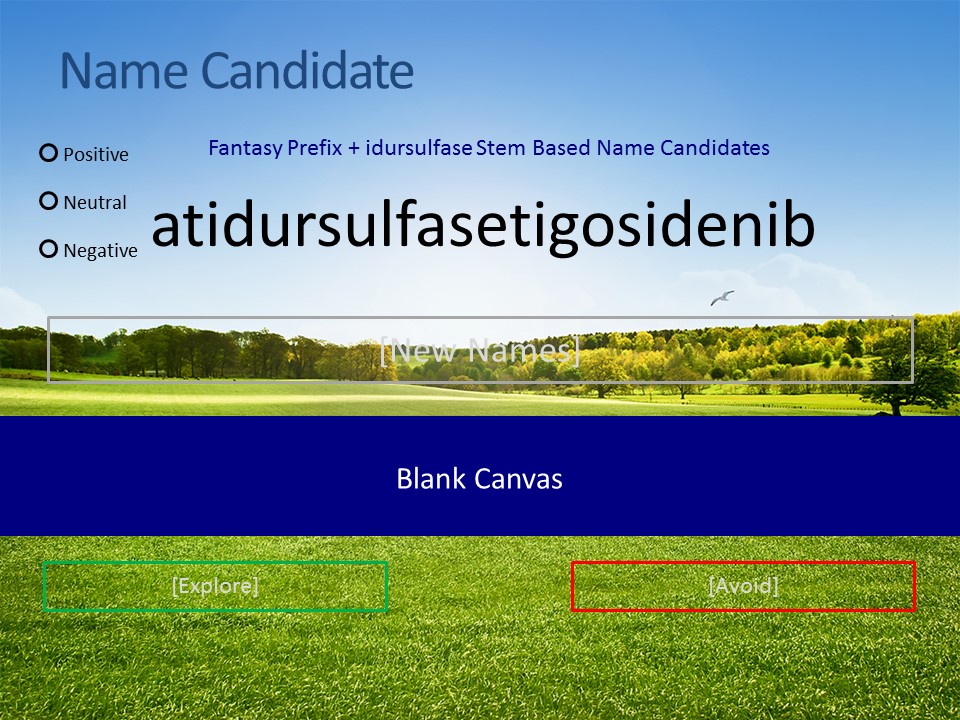 Name Candidate
Positive
Fantasy Prefix + idursulfase Stem Based Name Candidates
Neutral
atidursulfasetigosidenib
Negative
[New Names]
Blank Canvas
[Explore]
[Avoid]